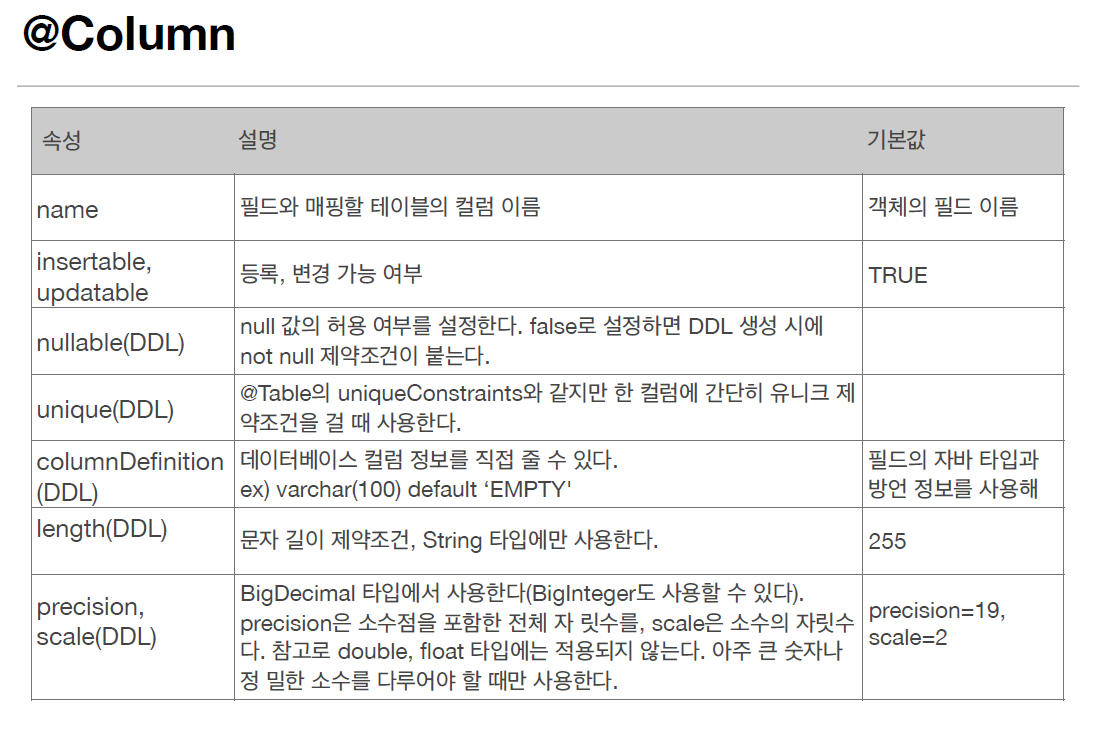 @Column
속성 설명 기본값
name 필드와 매핑할 테이블의 컬럼 이름 객체의 필드 이름
insertable,
updatable
등록, 변경 가능 여부 TRUE
nullable(DDL)
null 값의 허용 여부를 설정한다. false로 설정하면 DDL 생성 시에
not null 제약조건이 붙는다.
unique(DDL)
@Table의 uniqueConstraints와 같지만 한 컬럼에 간단히 유니크 제
약조건을 걸 때 사용한다.
columnDefinition
(DDL)
데이터베이스 컬럼 정보를 직접 줄 수 있다.
ex) varchar(100) default ‘EMPTY'
필드의 자바 타입과
방언 정보를 사용해
length(DDL)
문자 길이 제약조건, String 타입에만 사용한다. 255
precision,
scale(DDL)
BigDecimal 타입에서 사용한다(BigInteger도 사용할 수 있다).
precision은 소수점을 포함한 전체 자 릿수를, scale은 소수의 자릿수
다. 참고로 double, float 타입에는 적용되지 않는다. 아주 큰 숫자나
정 밀한 소수를 다루어야 할 때만 사용한다.
precision=19,
scale=2